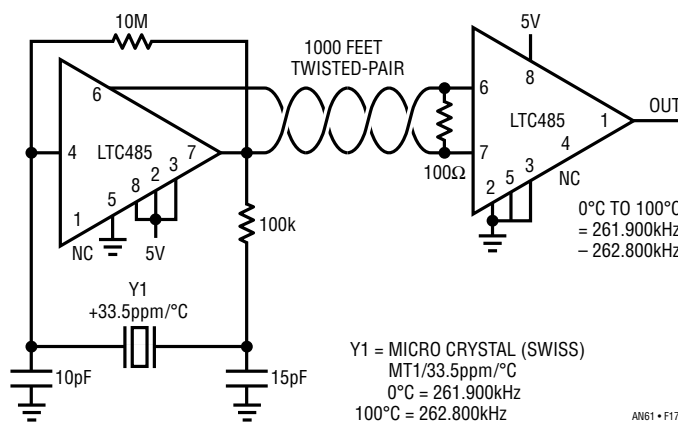 10M
1000 FEET
TWISTED-PAIR
5V
6
4
LTC485
7
3
2
8
5
1
NC
5V
100k
100Ω
6
7
8
LTC485
1
4
NC
3
5
2
OUT
0°C TO 100°C
= 261.900kHz
– 262.800kHz
Y1
+33.5ppm/°C
10pF
15pF
Y1 = MICRO CRYSTAL (SWISS)
MT1/33.5ppm/°C
0°C = 261.900kHz
100°C = 262.800kHz
AN61 • F17